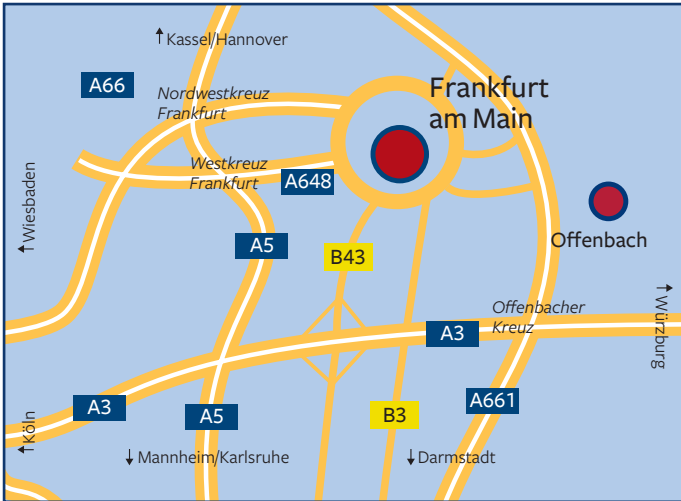 Kassel/Hannover
A66
Nordwestkreuz
Frankfurt
Frankfurt
am Main
Westkreuz
Frankfurt
A648
Wiesbaden
A5
B43
Offenbach
Offenbacher
Kreuz
A3
Würzburg
A3
A5
B3
A661
Köln
Mannheim/Karlsruhe
Darmstadt